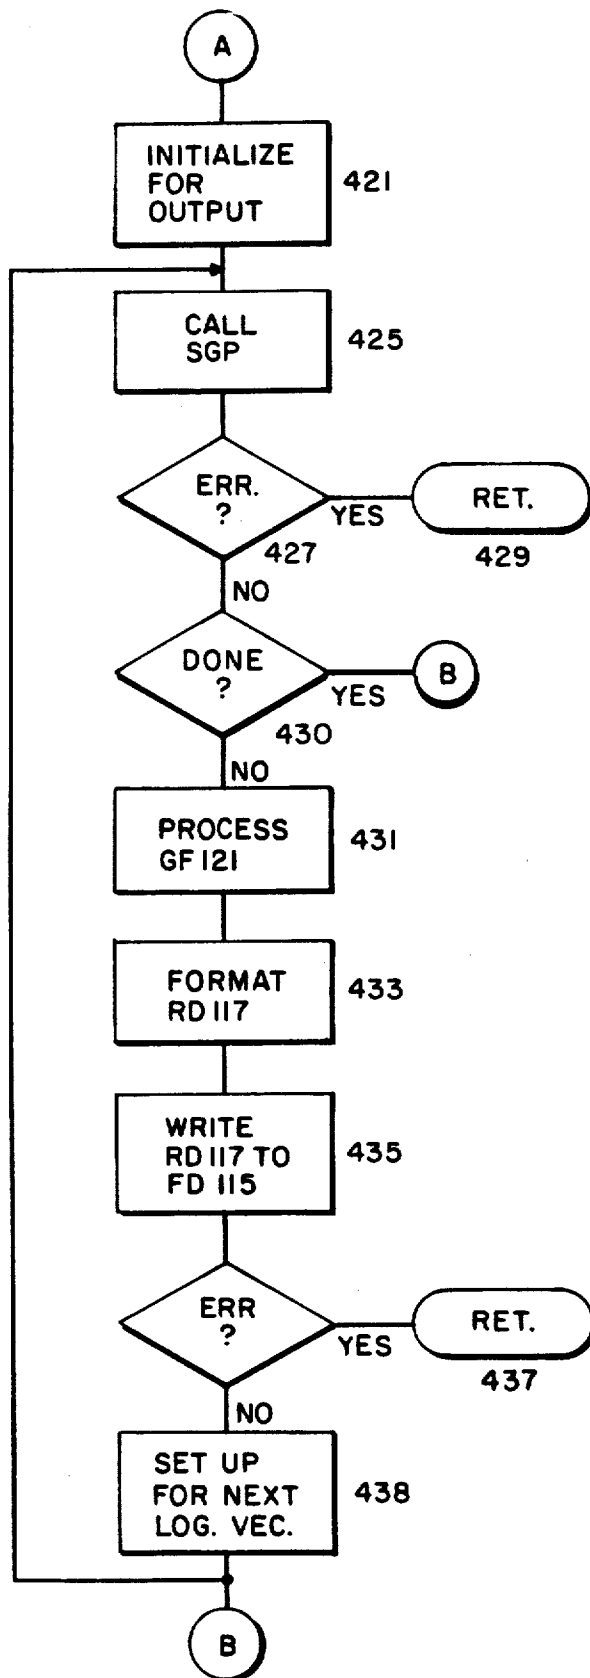 A
INITIALIZE
FOR
OUTPUT
421
CALL
SGP
425
ERR.
?
YES
RET.
427
429
NO
DONE
?
YES
B
430
NO
PROCESS
GF 121
431
FORMAT
RD 117
433
WRITE
RD 117 TO
FD 115
435
ERR
?
YES
RET.
437
NO
SET UP
FOR NEXT
LOG. VEC.
438
B